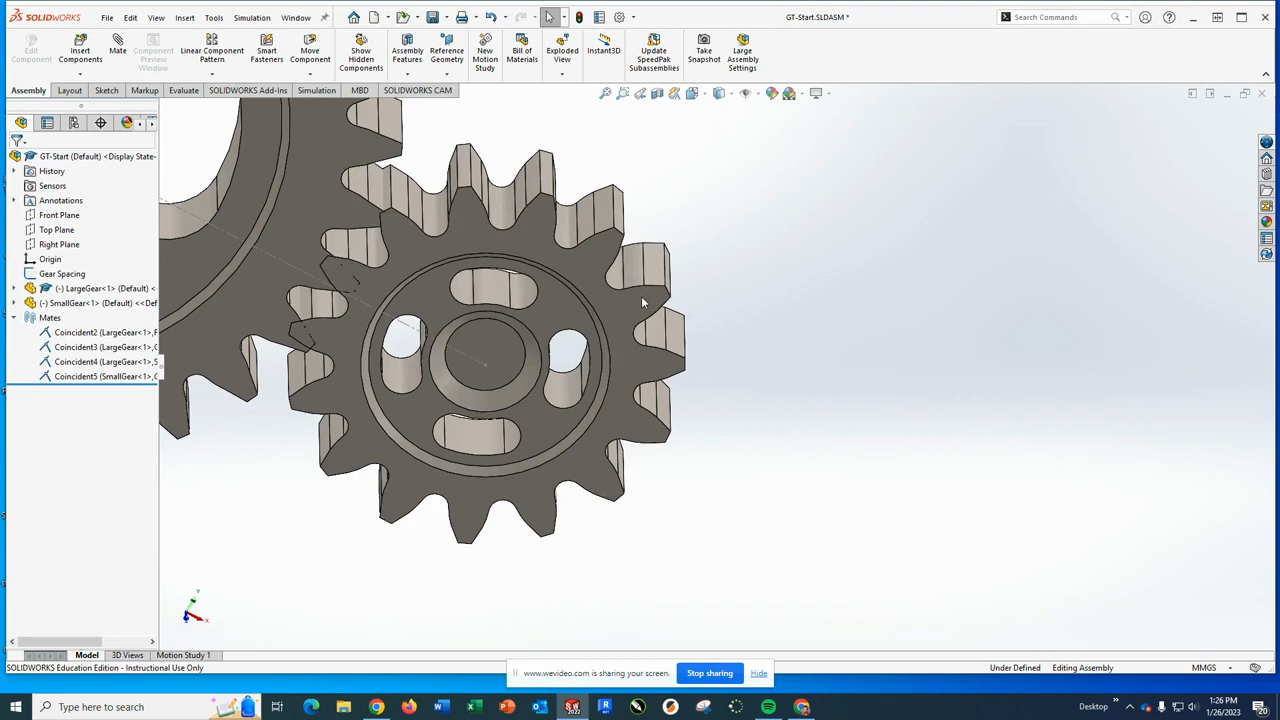 SOLIDWORKS File Edit View Insert Tools Simulation Window GT-Start.SLDASM * Search Commands
Edit Component
Insert Components
Mate
Component Preview Window
Linear Component Pattern
Smart Fasteners
Move Component
Show Hidden Components
Assembly Features
Reference Geometry
New Motion Study
Bill of Materials
Exploded View
Instant3D
Update SpeedPak Subassemblies
Take Snapshot
Large Assembly Settings
Assembly Layout Sketch Markup Evaluate SOLIDWORKS Add-Ins Simulation MBD SOLIDWORKS CAM
GT-Start (Default) <Display State-
History
Sensors
Annotations
Front Plane
Top Plane
Right Plane
Origin
Gear Spacing
(-) LargeGear<1> (Default) <
(-) SmallGear<1> (Default) <<Def
Mates
Coincident2 (LargeGear<1>,F
Coincident3 (LargeGear<1>,C
Coincident4 (LargeGear<1>,S
Coincident5 (SmallGear<1>,C
Y
X
Model 3D Views Motion Study 1
SOLIDWORKS Education Edition - Instructional Use Only Under Defined Editing Assembly MMGS
www.wevideo.com is sharing your screen. Stop sharing Hide
Type here to search
Desktop
1:26 PM
1/26/2023
20